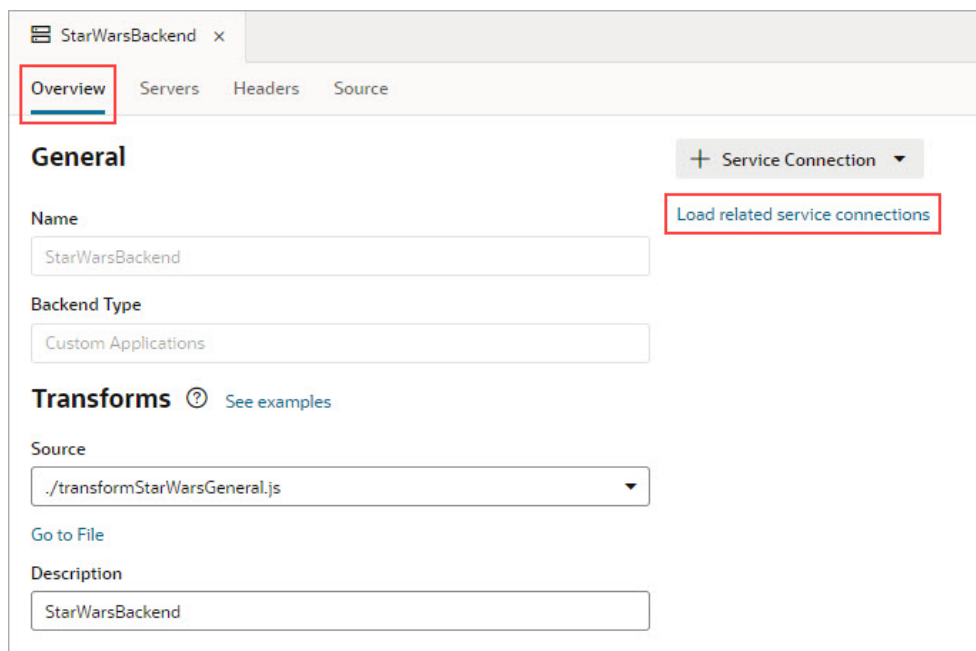 StarWarsBackend ×
Overview Servers Headers Source
General
+ Service Connection
Load related service connections
Name
StarWarsBackend
Backend Type
Custom Applications
Transforms ? See examples
Source
./transformStarWarsGeneral.js
Go to File
Description
StarWarsBackend